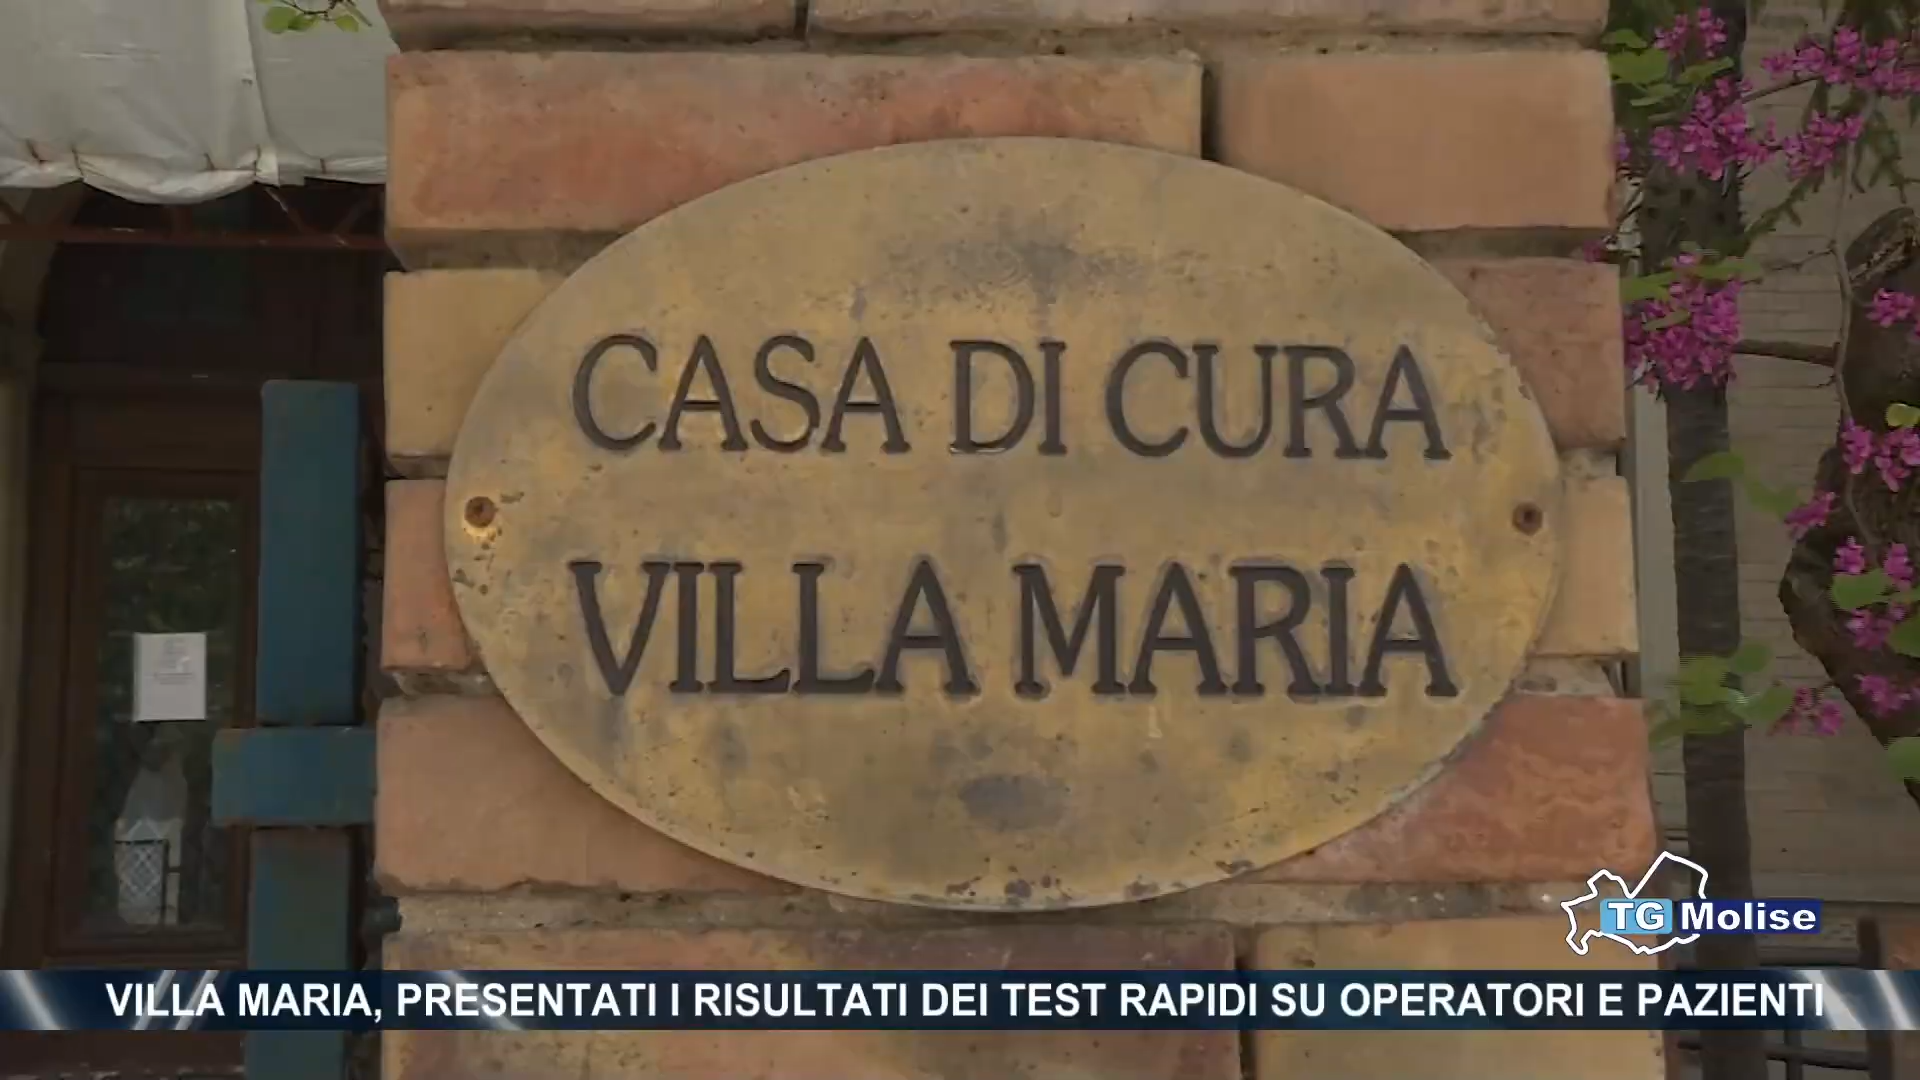 CASA DI CURA
VILLA MARIA
TG Molise
VILLA MARIA, PRESENTATI I RISULTATI DEI TEST RAPIDI SU OPERATORI E PAZIENTI